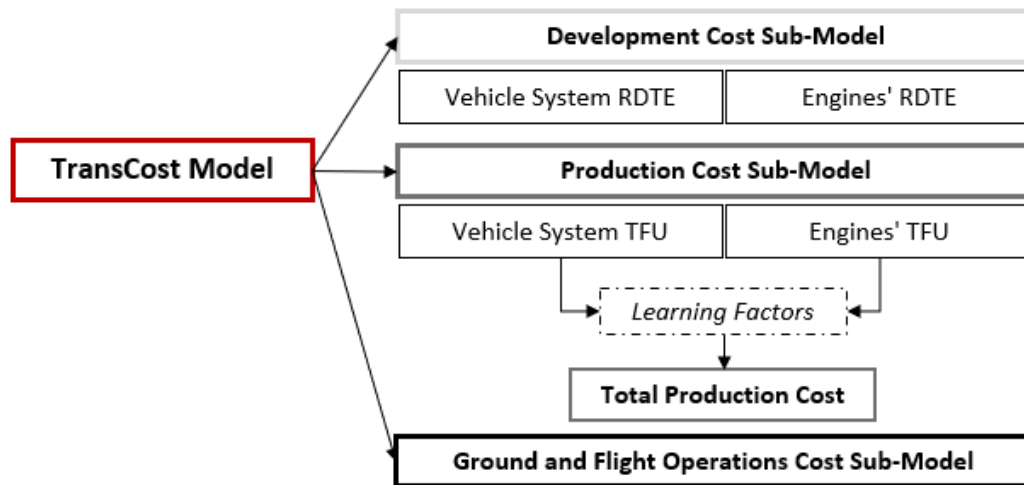 Development Cost Sub-Model
Vehicle System RDTE
Engines' RDTE
TransCost Model
Production Cost Sub-Model
Vehicle System TFU
Engines' TFU
Learning Factors
Total Production Cost
Ground and Flight Operations Cost Sub-Model